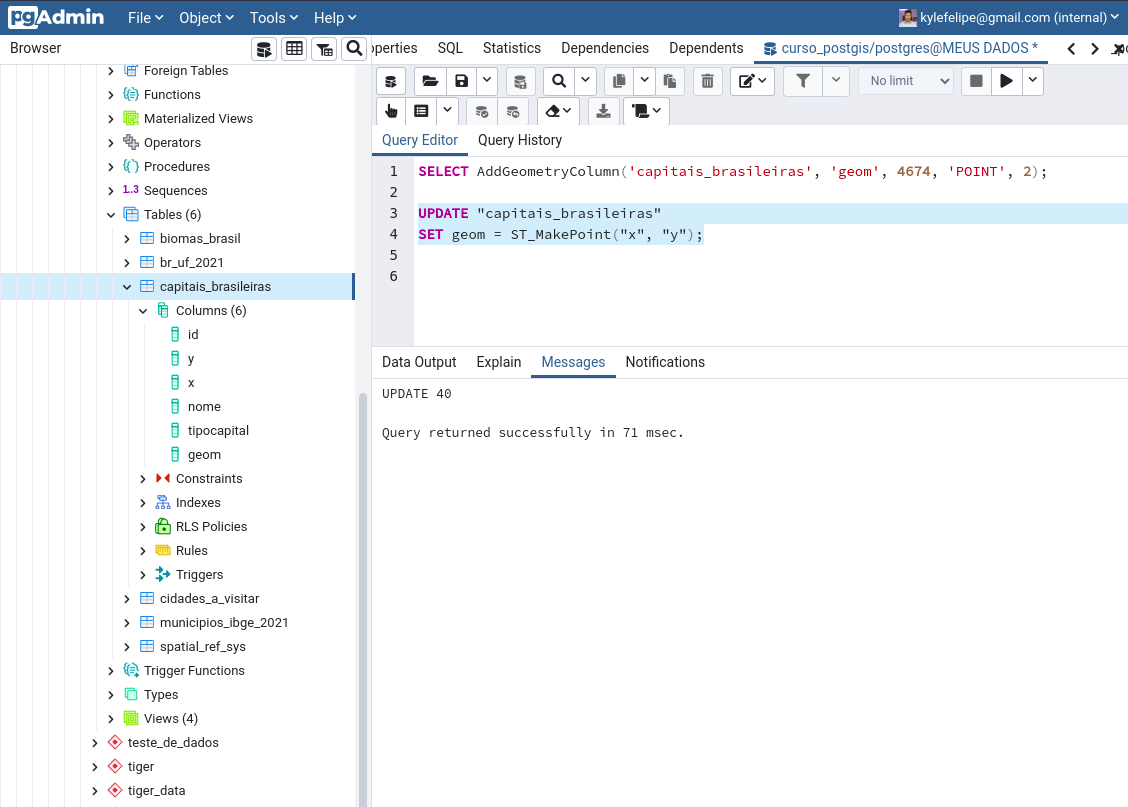 pgAdmin File Object Tools Help kylefelipe@gmail.com (internal)
Browser
operties SQL Statistics Dependencies Dependents curso_postgis/postgres@MEUS DADOS *
Foreign Tables
Functions
Materialized Views
Operators
Procedures
1.3 Sequences
Tables (6)
biomas_brasil
br_uf_2021
capitais_brasileiras
Columns (6)
id
y
x
nome
tipocapital
geom
Constraints
Indexes
RLS Policies
Rules
Triggers
cidades_a_visitar
municipios_ibge_2021
spatial_ref_sys
Trigger Functions
Types
Views (4)
teste_de_dados
tiger
tiger_data
No limit
Query Editor Query History
1 SELECT AddGeometryColumn('capitais_brasileiras', 'geom', 4674, 'POINT', 2);
2
3 UPDATE "capitais_brasileiras"
4 SET geom = ST_MakePoint("x", "y");
5
6
Data Output Explain Messages Notifications
UPDATE 40
Query returned successfully in 71 msec.